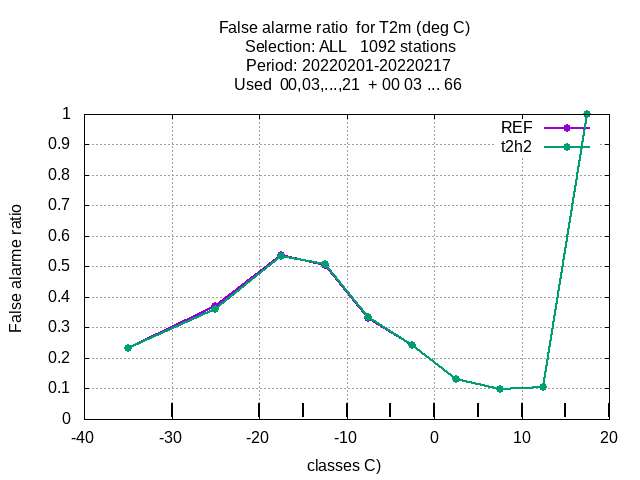 False alarme ratio  for T2m (deg C)
Selection: ALL   1092 stations
Period: 20220201-20220217
Used  00,03,...,21  + 00 03 ... 66
REF
t2h2
1
0.9
0.8
0.7
0.6
0.5
0.4
0.3
0.2
0.1
0
False alarme ratio
-40
-30
-20
-10
0
10
20
classes C)